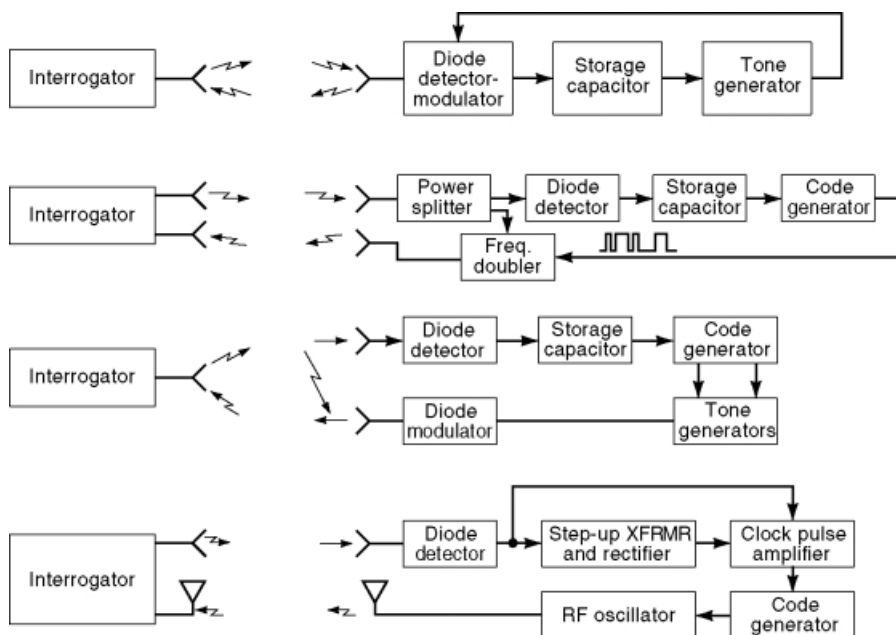 Interrogator
Diode
detector-
modulator
Storage
capacitor
Tone
generator
Interrogator
Power
splitter
Diode
detector
Storage
capacitor
Code
generator
Freq.
doubler
Interrogator
Diode
detector
Storage
capacitor
Code
generator
Diode
modulator
Tone
generators
Interrogator
Diode
detector
Step-up XFRMR
and rectifier
Clock pulse
amplifier
RF oscillator
Code
generator